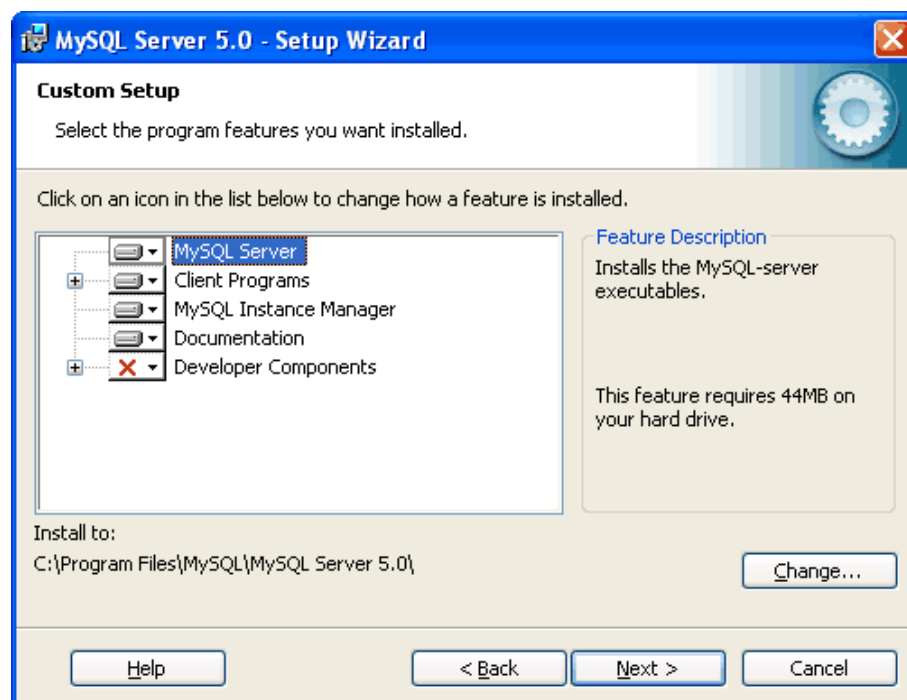 MySQL Server 5.0 - Setup Wizard
Custom Setup
Select the program features you want installed.
Click on an icon in the list below to change how a feature is installed.
MySQL Server
Client Programs
MySQL Instance Manager
Documentation
Developer Components
Feature Description
Installs the MySQL-server
executables.
This feature requires 44MB on
your hard drive.
Install to:
C:\Program Files\MySQL\MySQL Server 5.0\
Change...
Help
< Back
Next >
Cancel